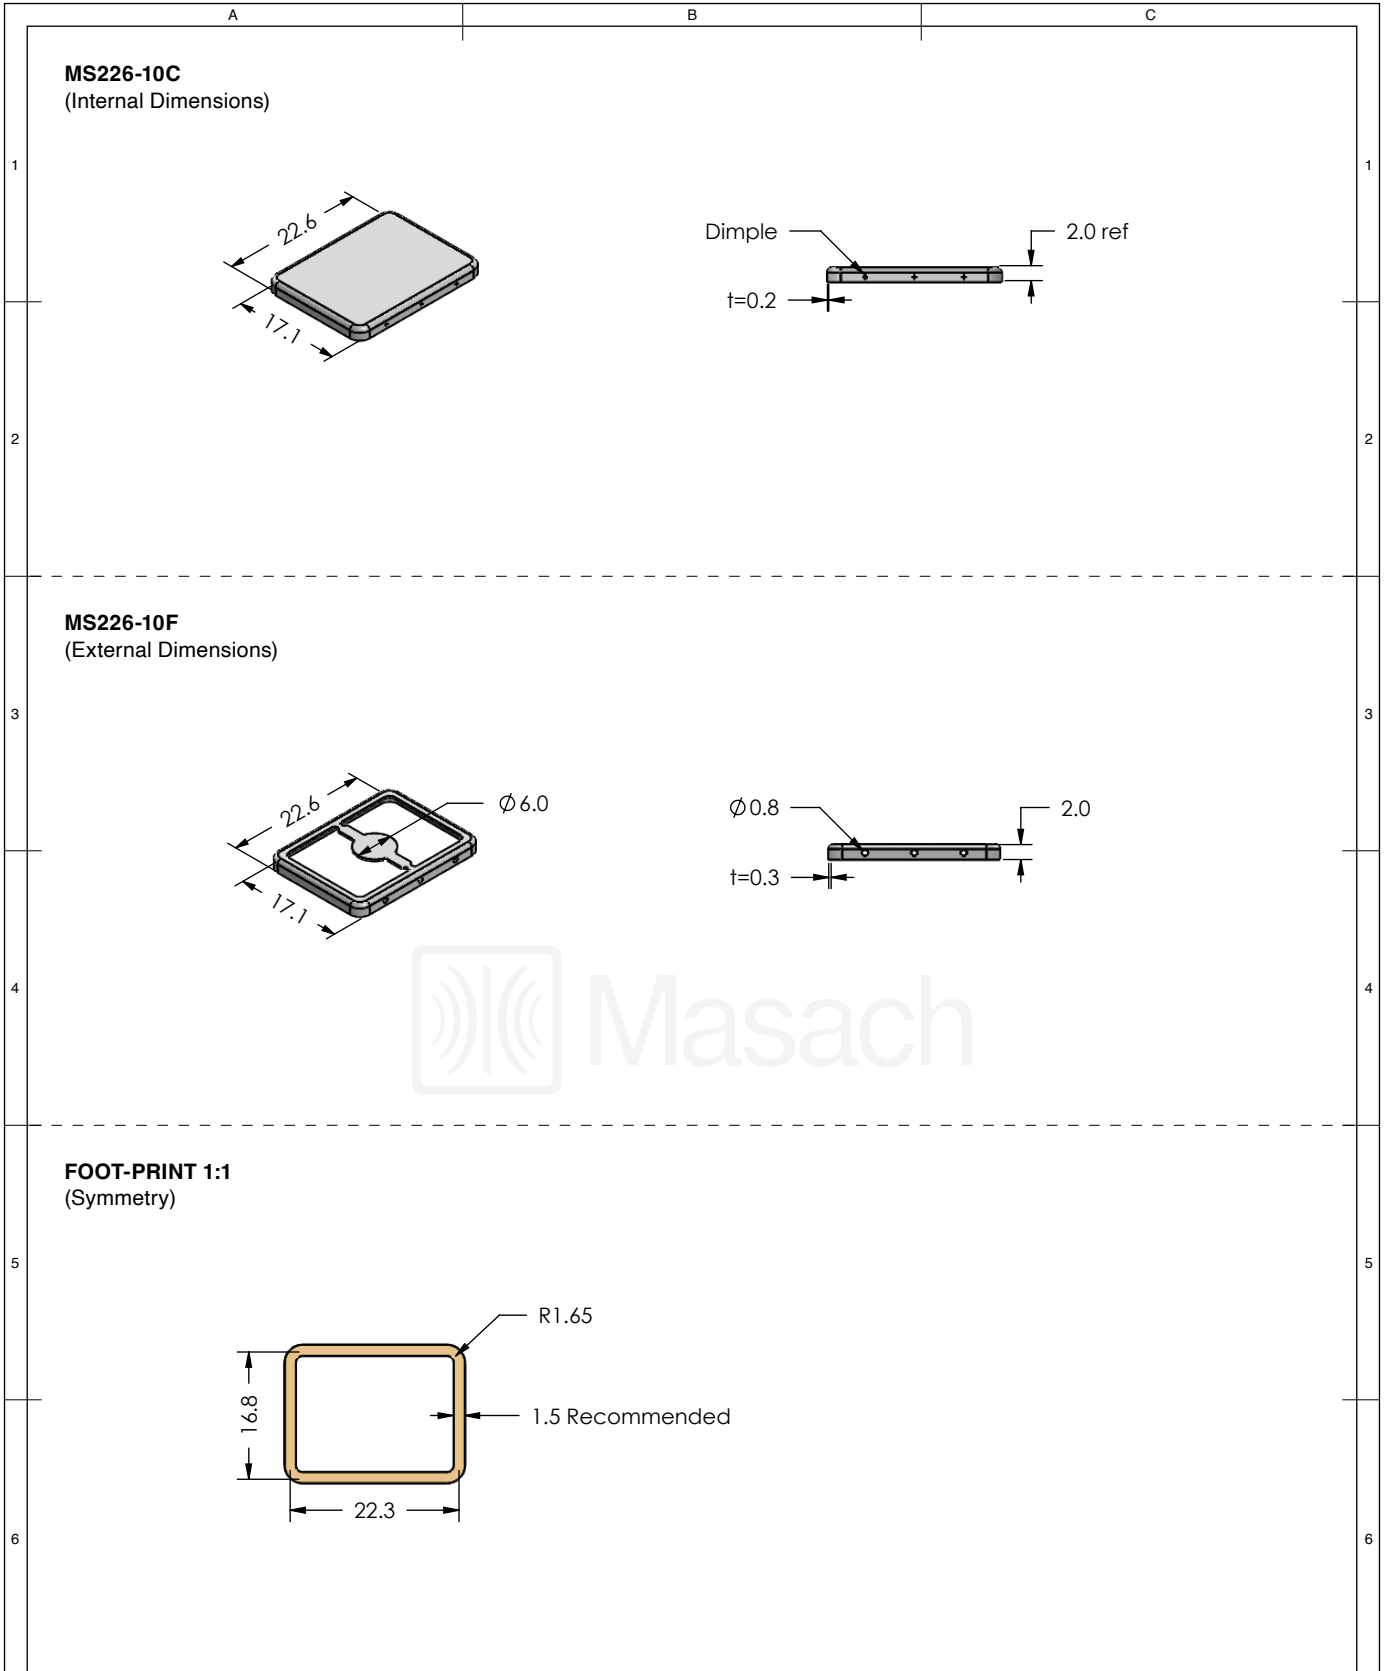 A B C
MS226-10C
(Internal Dimensions)
1 1
22.6
17.1
Dimple
2.0 ref
t=0.2
2 2
MS226-10F
(External Dimensions)
3 3
22.6
Ø6.0
17.1
Ø0.8
2.0
t=0.3
Masach
4 4
FOOT-PRINT 1:1
(Symmetry)
5 5
R1.65
16.8
1.5 Recommended
22.3
6 6